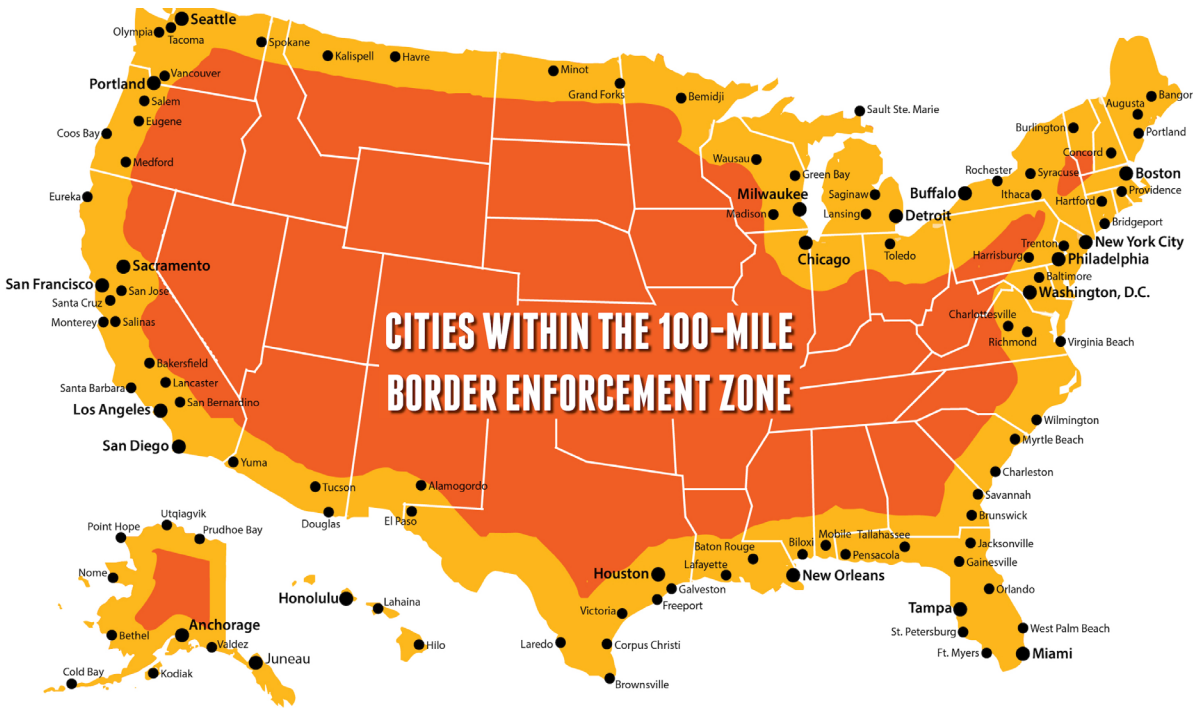 Seattle
Olympia
Tacoma
Spokane
Kalispell
Havre
Minot
Grand Forks
Bemidji
Sault Ste. Marie
Bangor
Augusta
Portland
Burlington
Concord
Vancouver
Portland
Salem
Eugene
Coos Bay
Medford
Eureka
Wausau
Green Bay
Milwaukee
Madison
Saginaw
Lansing
Detroit
Buffalo
Rochester
Syracuse
Ithaca
Boston
Providence
Hartford
Bridgeport
New York City
Trenton
Philadelphia
Harrisburg
Baltimore
Washington, D.C.
Chicago
Toledo
Sacramento
San Francisco
San Jose
Santa Cruz
Monterey
Salinas
Charlottesville
Richmond
Virginia Beach
CITIES WITHIN THE 100-MILE
BORDER ENFORCEMENT ZONE
Bakersfield
Lancaster
Santa Barbara
San Bernardino
Los Angeles
San Diego
Yuma
Tucson
Douglas
Alamogordo
El Paso
Wilmington
Myrtle Beach
Charleston
Savannah
Brunswick
Jacksonville
Gainesville
Orlando
Tampa
St. Petersburg
West Palm Beach
Ft. Myers
Miami
Baton Rouge
Lafayette
Biloxi
Mobile
Tallahassee
Pensacola
New Orleans
Houston
Galveston
Freeport
Victoria
Laredo
Corpus Christi
Brownsville
Utqiagvik
Point Hope
Prudhoe Bay
Nome
Anchorage
Bethel
Valdez
Juneau
Cold Bay
Kodiak
Honolulu
Lahaina
Hilo